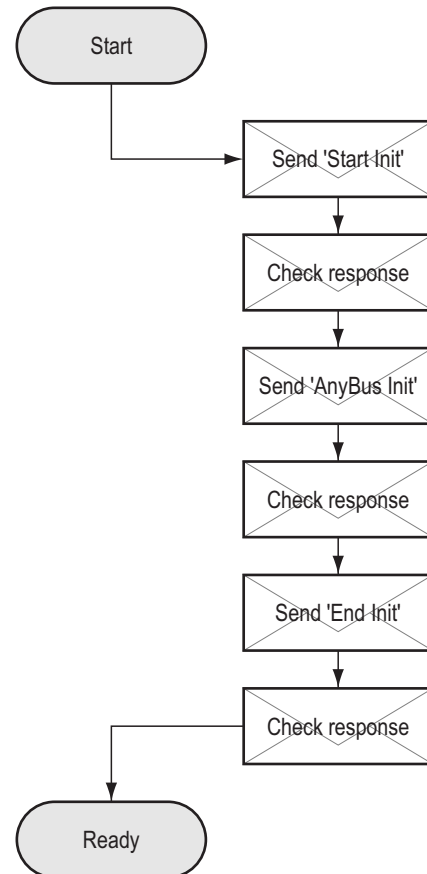 Start
Send 'Start Init'
Check response
Send 'AnyBus Init'
Check response
Send 'End Init'
Check response
Ready